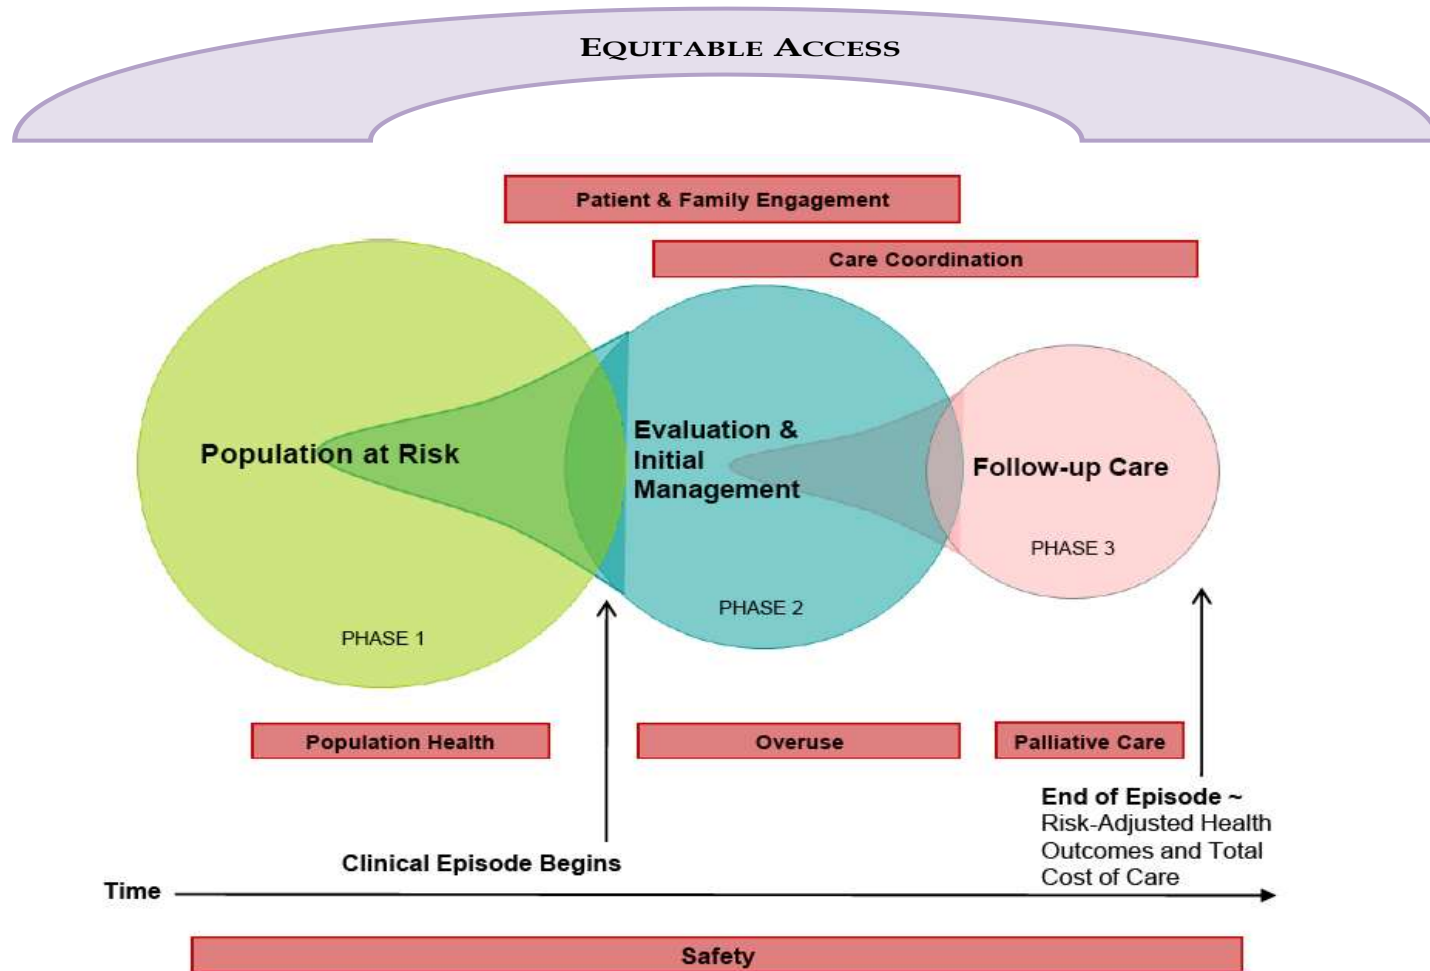 EQUITABLE ACCESS
Patient & Family Engagement
Care Coordination
Population at Risk
Evaluation &
Initial
Management
Follow-up Care
PHASE 3
PHASE 2
PHASE 1
Population Health
Overuse
Palliative Care
End of Episode ~
Risk-Adjusted Health
Outcomes and Total
Cost of Care
Clinical Episode Begins
Time
Safety